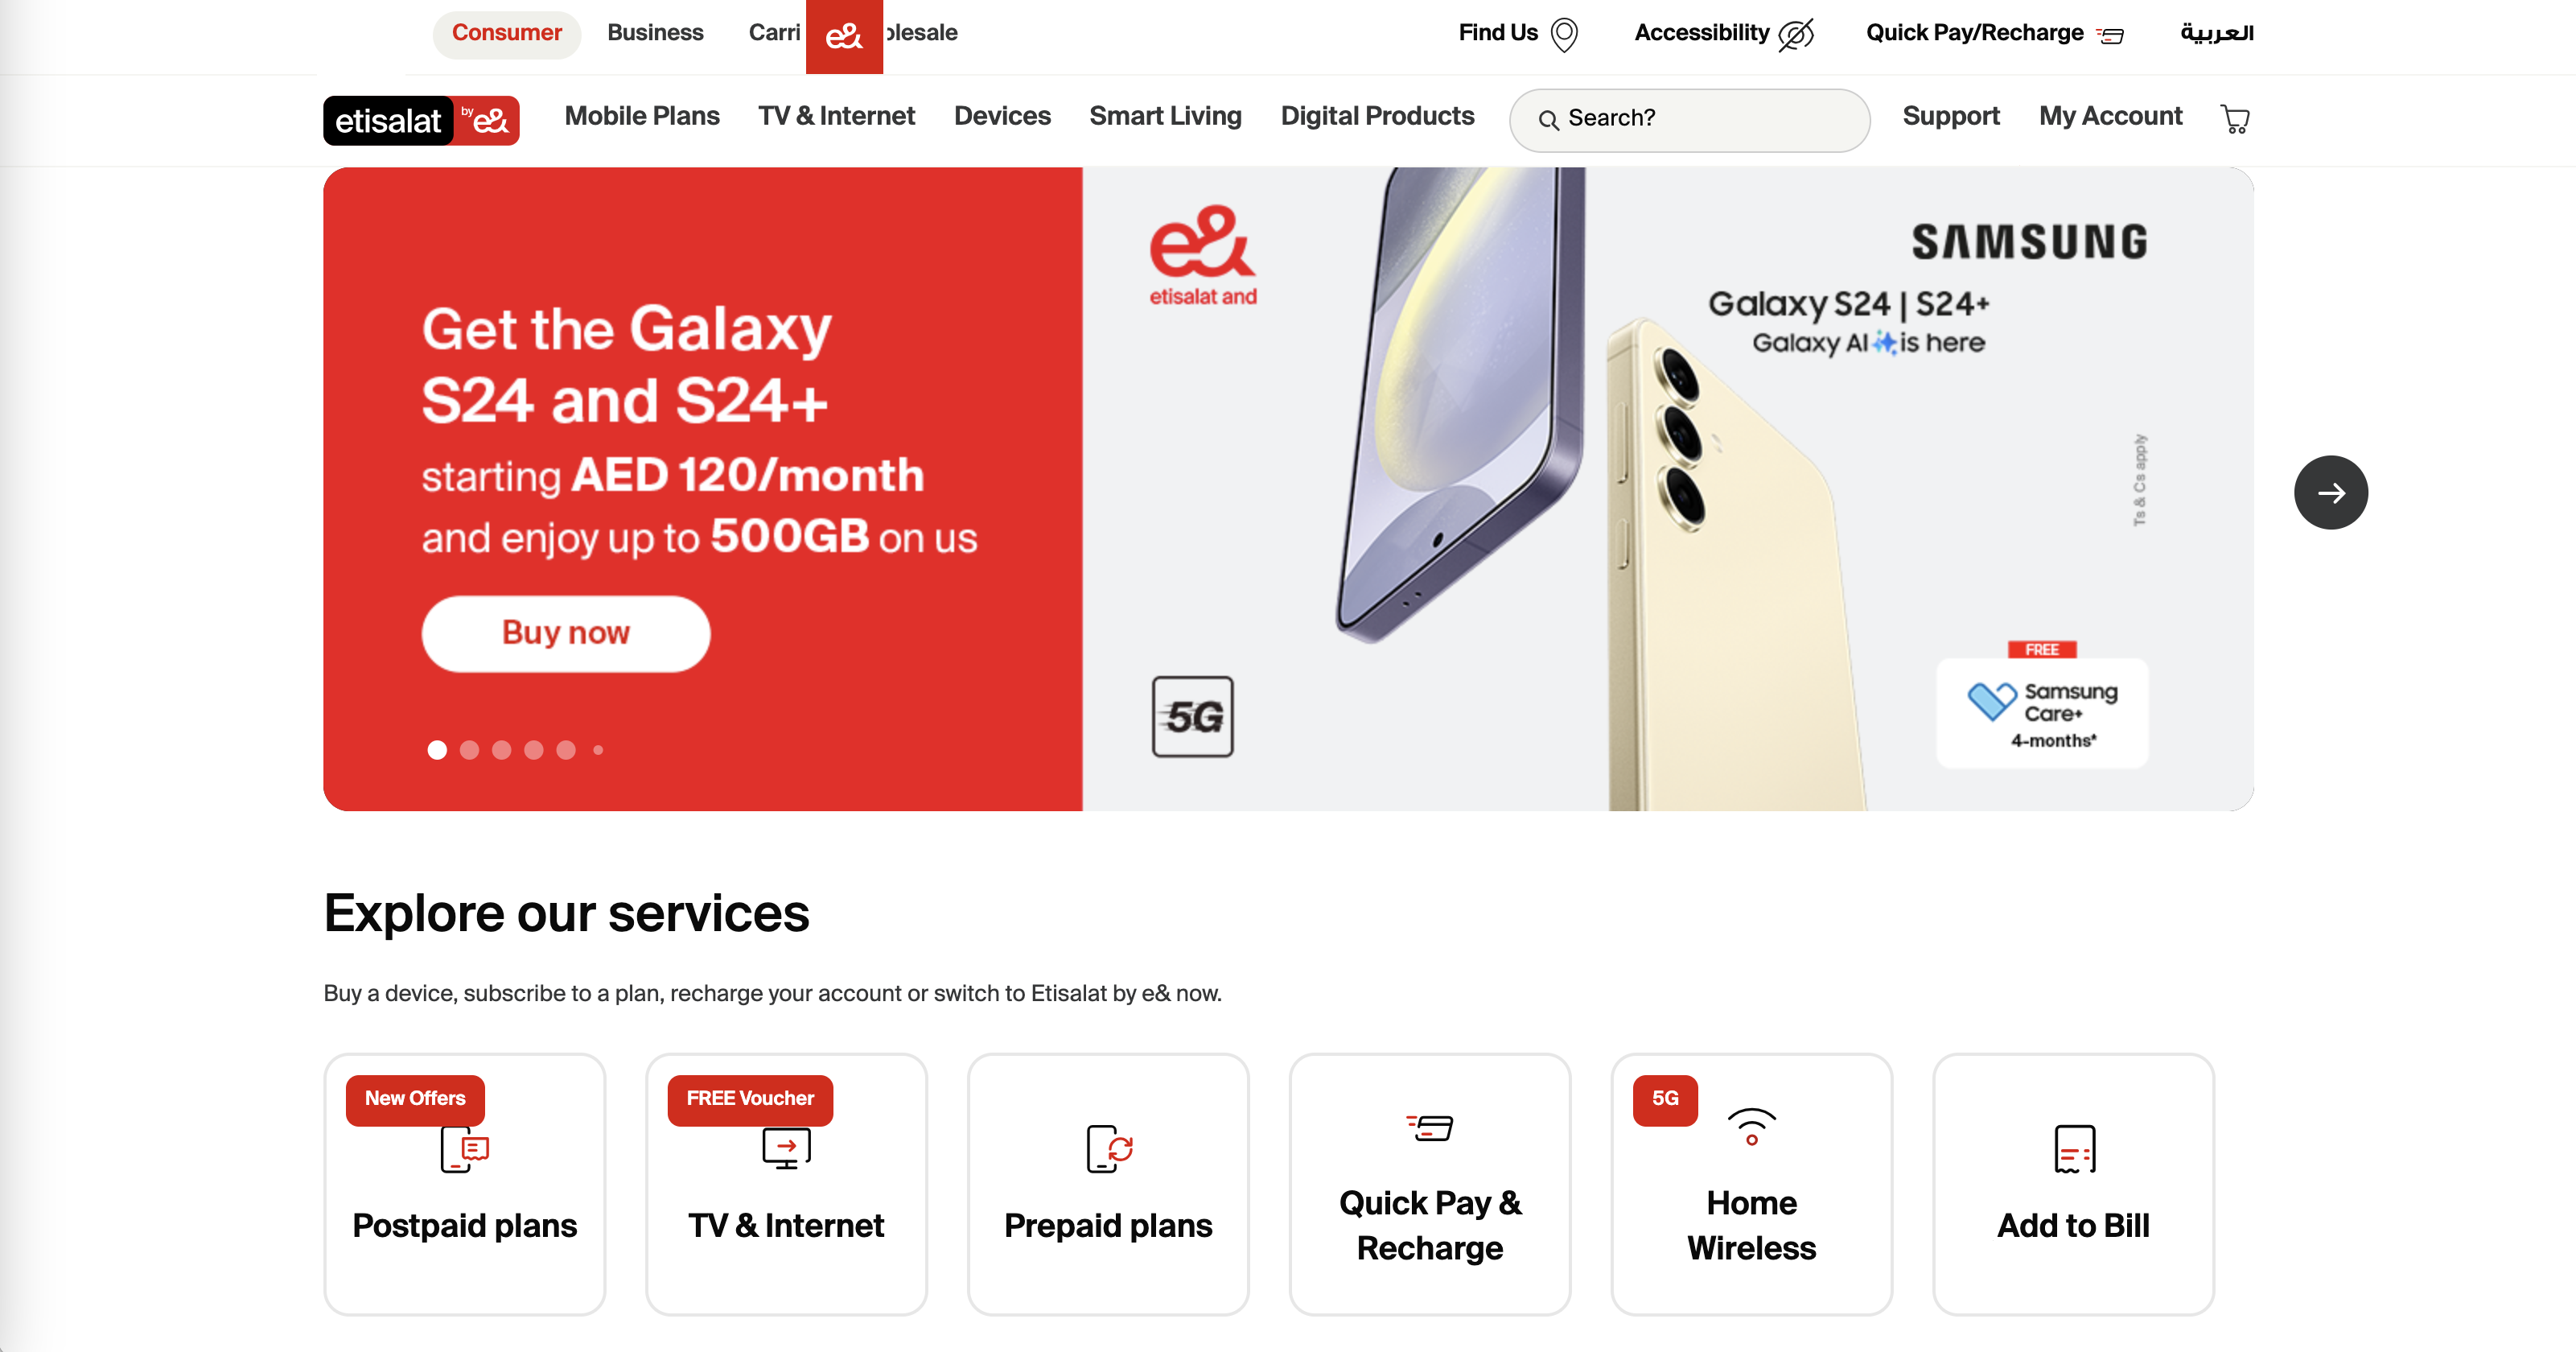 Consumer
Business
Carri
e&
olesale
Find Us
Accessibility
Quick Pay/Recharge
العربية
etisalat by e&
Mobile Plans
TV & Internet
Devices
Smart Living
Digital Products
Search?
Support
My Account
Get the Galaxy
S24 and S24+
starting AED 120/month
and enjoy up to 500GB on us
Buy now
e&
etisalat and
5G
SAMSUNG
Galaxy S24 | S24+
Galaxy AI is here
Ts & Cs apply
FREE
Samsung
Care+
4-months*
Explore our services
Buy a device, subscribe to a plan, recharge your account or switch to Etisalat by e& now.
New Offers
Postpaid plans
FREE Voucher
TV & Internet
Prepaid plans
Quick Pay &
Recharge
5G
Home
Wireless
Add to Bill